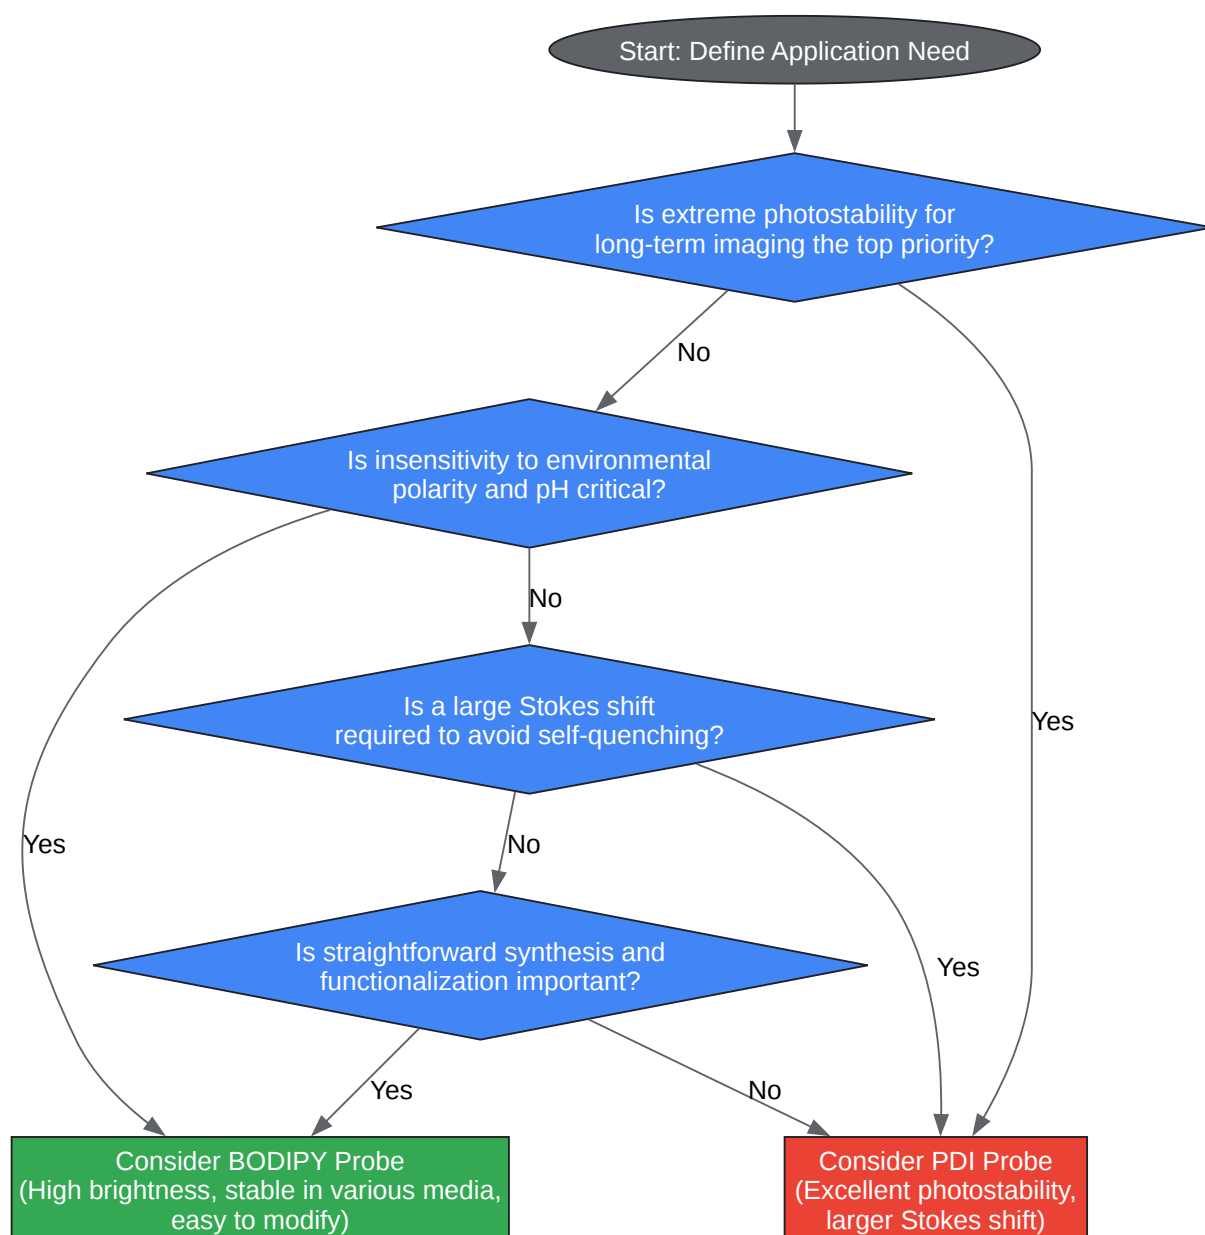 Start: Define Application Need
Is extreme photostability for
long-term imaging the top priority?
No
Is insensitivity to environmental
polarity and pH critical?
No
Is a large Stokes shift
required to avoid self-quenching?
Yes
Yes
No
Is straightforward synthesis and
functionalization important?
Yes
Yes
No
Consider BODIPY Probe
(High brightness, stable in various media,
easy to modify)
Consider PDI Probe
(Excellent photostability,
larger Stokes shift)